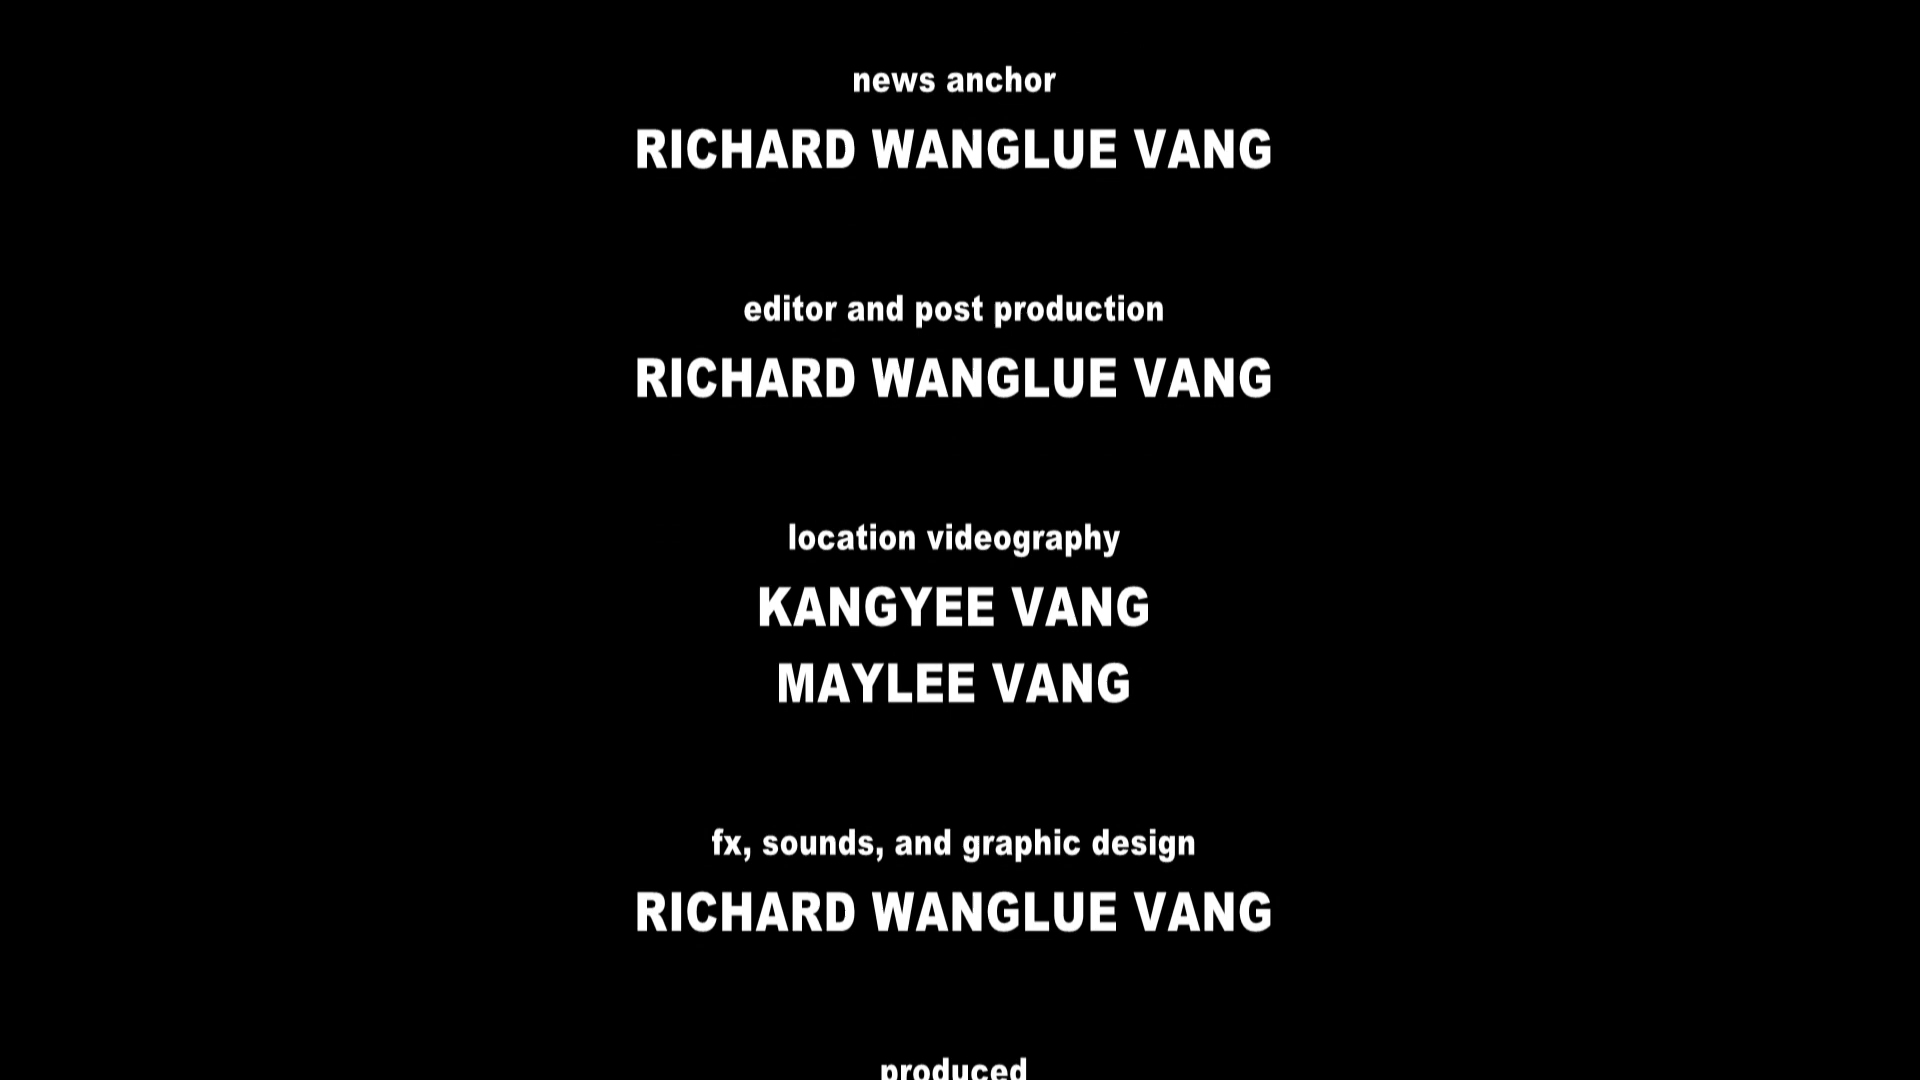 news anchor
RICHARD WANGLUE VANG
editor and post production
RICHARD WANGLUE VANG
location videography
KANGYEE VANG
MAYLEE VANG
fx, sounds, and graphic design
RICHARD WANGLUE VANG
produced